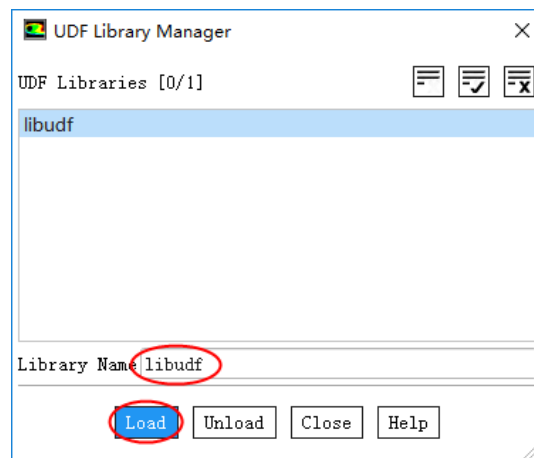 UDF Library Manager
UDF Libraries [0/1]
libudf
Library Name libudf
Load Unload Close Help